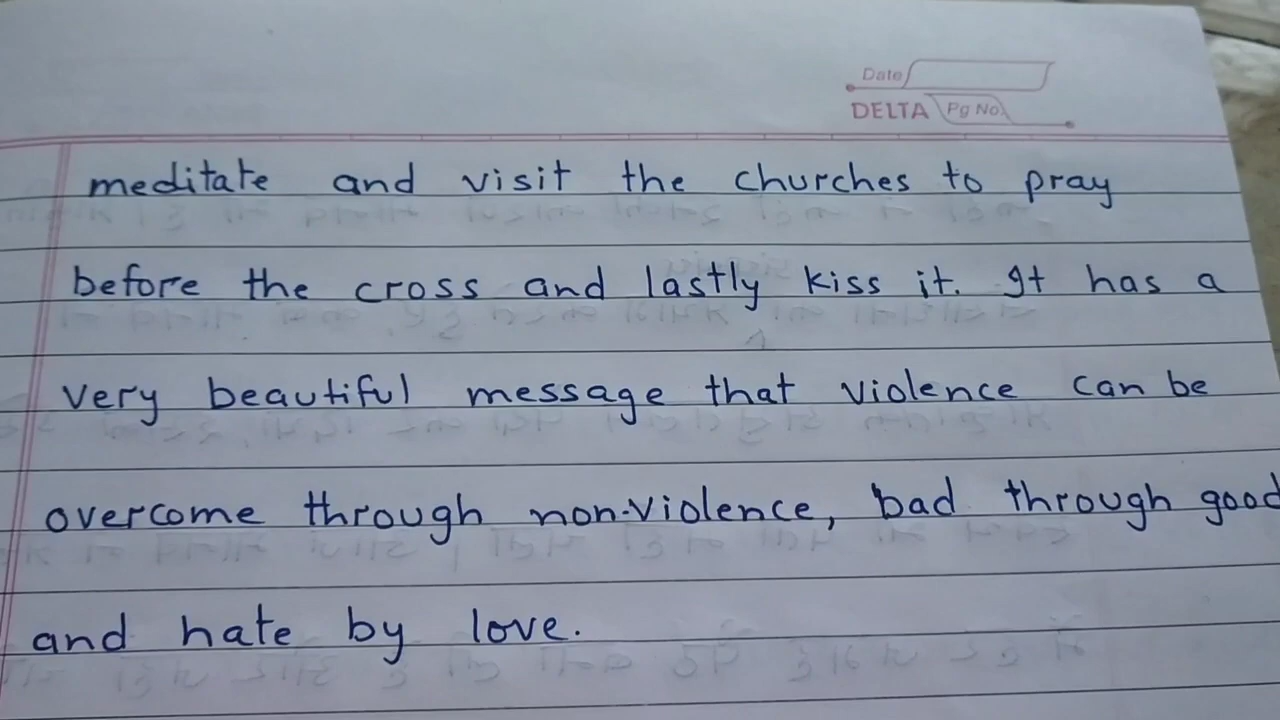 Date
DELTA Pg No.
meditate and visit the churches to pray
before the cross and lastly kiss it. It has a
very beautiful message that violence can be
overcome through non-violence, bad through good
and hate by love.